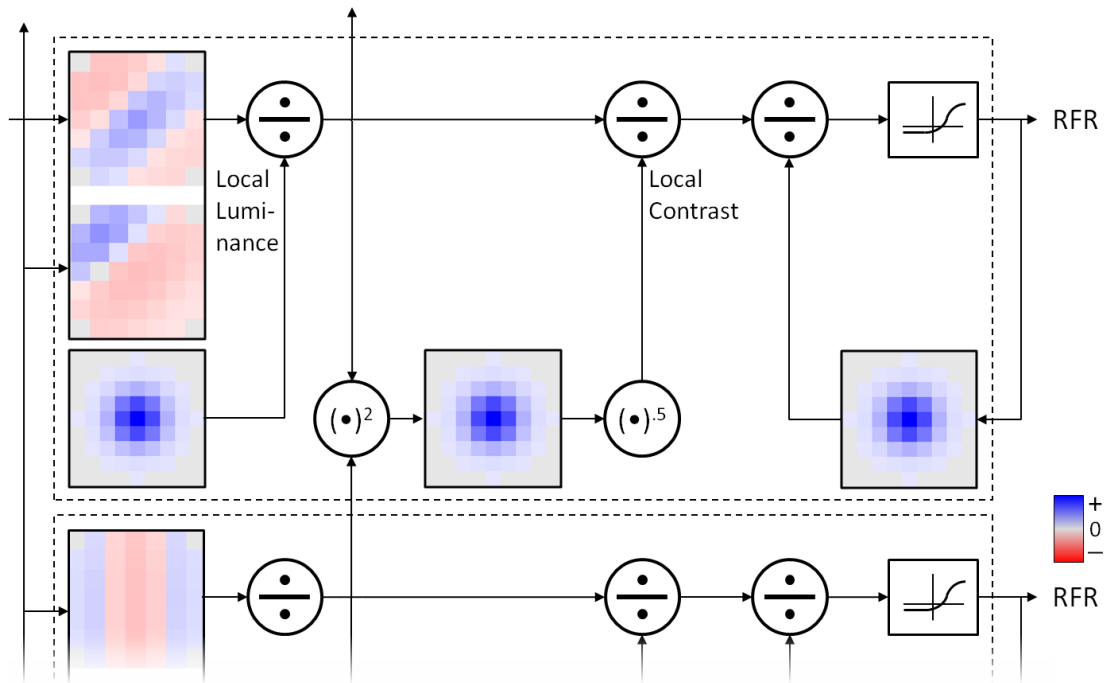 RFR
Local
Lumi-
nance
Local
Contrast
(•)²
(•)·⁵
+
0
−
RFR